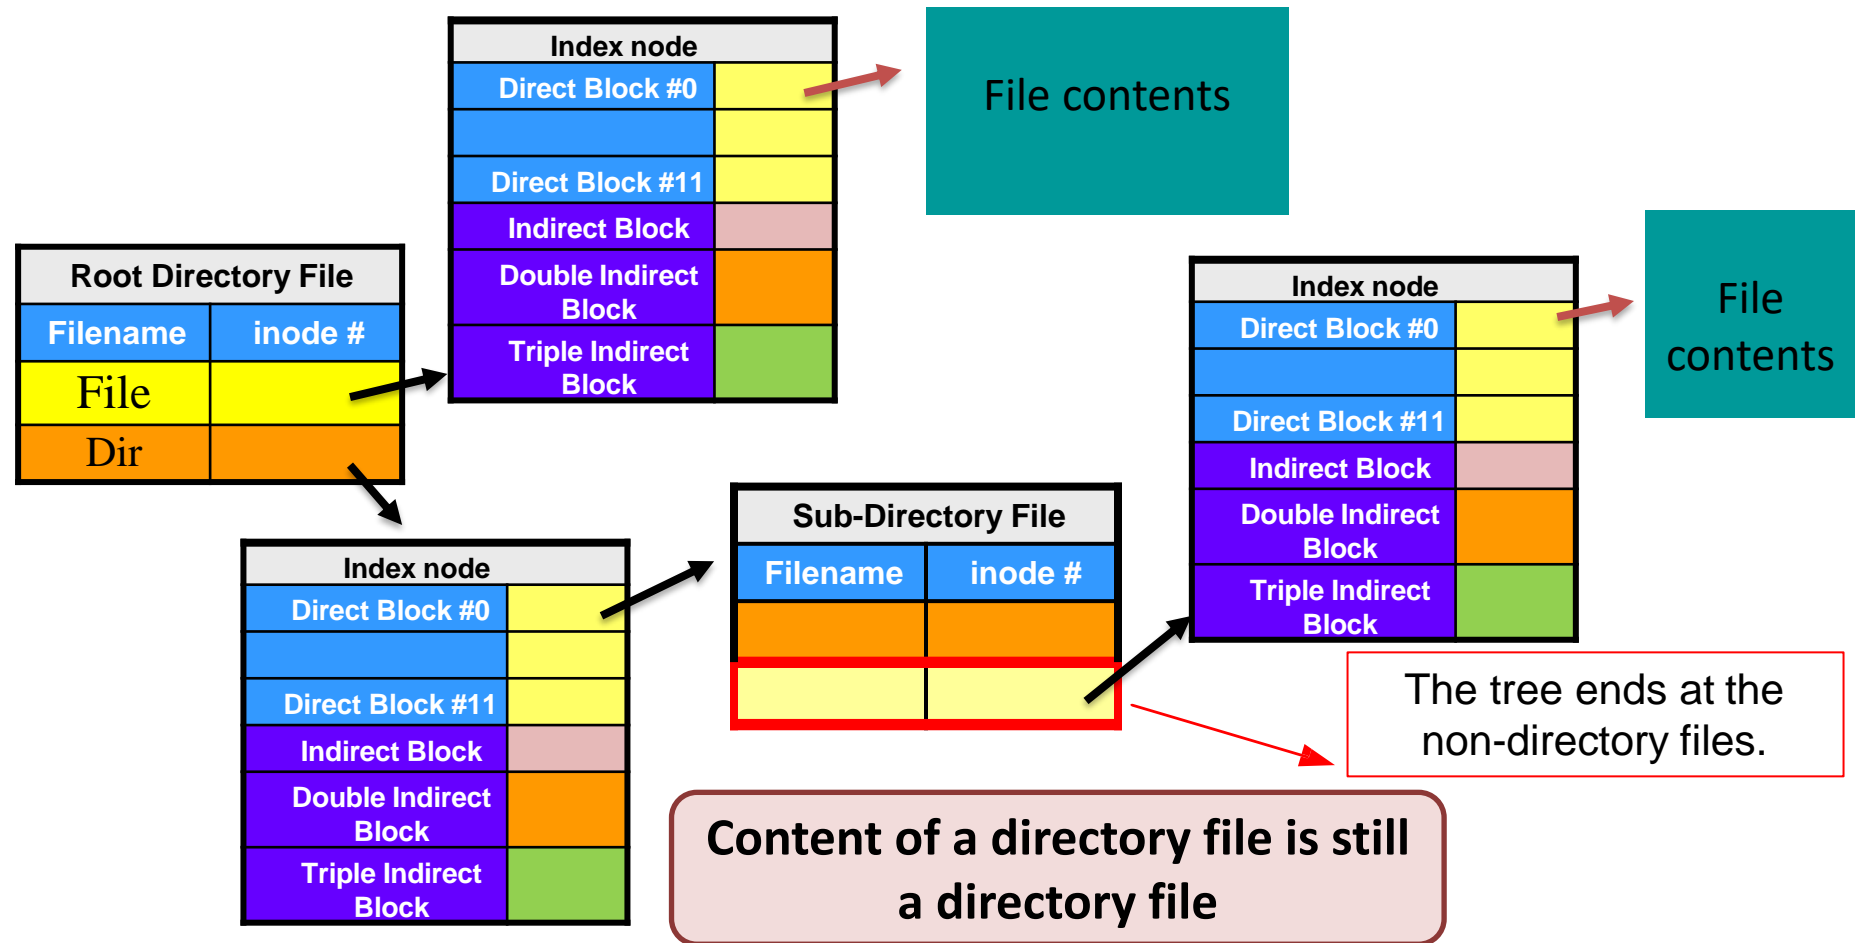 Index node
Direct Block #0
Direct Block #11
Indirect Block
Double Indirect
Block
Triple Indirect
Block
File contents
Root Directory File
Filename inode #
File
Dir
Index node
Direct Block #0
Direct Block #11
Indirect Block
Double Indirect
Block
Triple Indirect
Block
Sub-Directory File
Filename inode #
Index node
Direct Block #0
Direct Block #11
Indirect Block
Double Indirect
Block
Triple Indirect
Block
File
contents
The tree ends at the
non-directory files.
Content of a directory file is still
a directory file